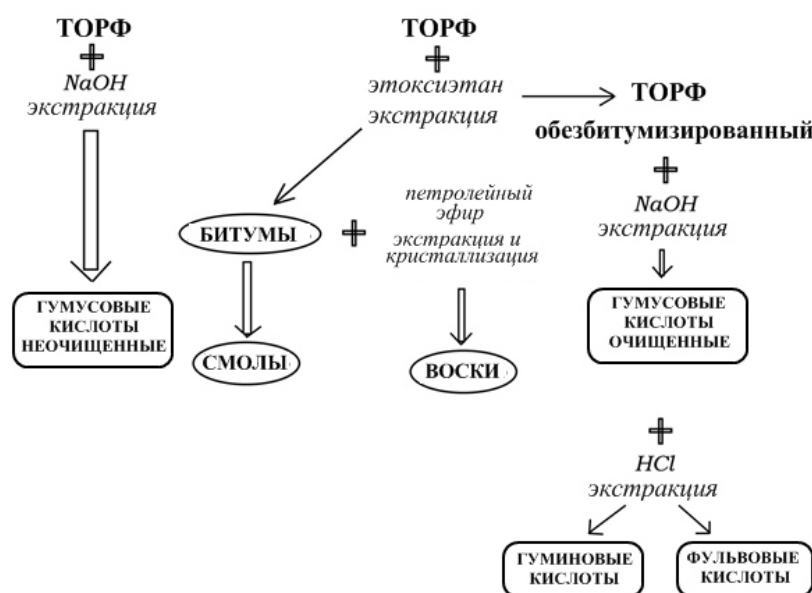 ТОРФ
NaOH
экстракция
ГУМУСОВЫЕ
КИСЛОТЫ
НЕОЧИЩЕННЫЕ
ТОРФ
этоксиэтан
экстракция
БИТУМЫ
СМОЛЫ
петролейный
эфир
экстракция и
кристаллизация
ВОСКИ
ТОРФ
обезбитумизированный
NaOH
экстракция
ГУМУСОВЫЕ
КИСЛОТЫ
ОЧИЩЕННЫЕ
HCl
экстракция
ГУМИНОВЫЕ
КИСЛОТЫ
ФУЛЬВОВЫЕ
КИСЛОТЫ